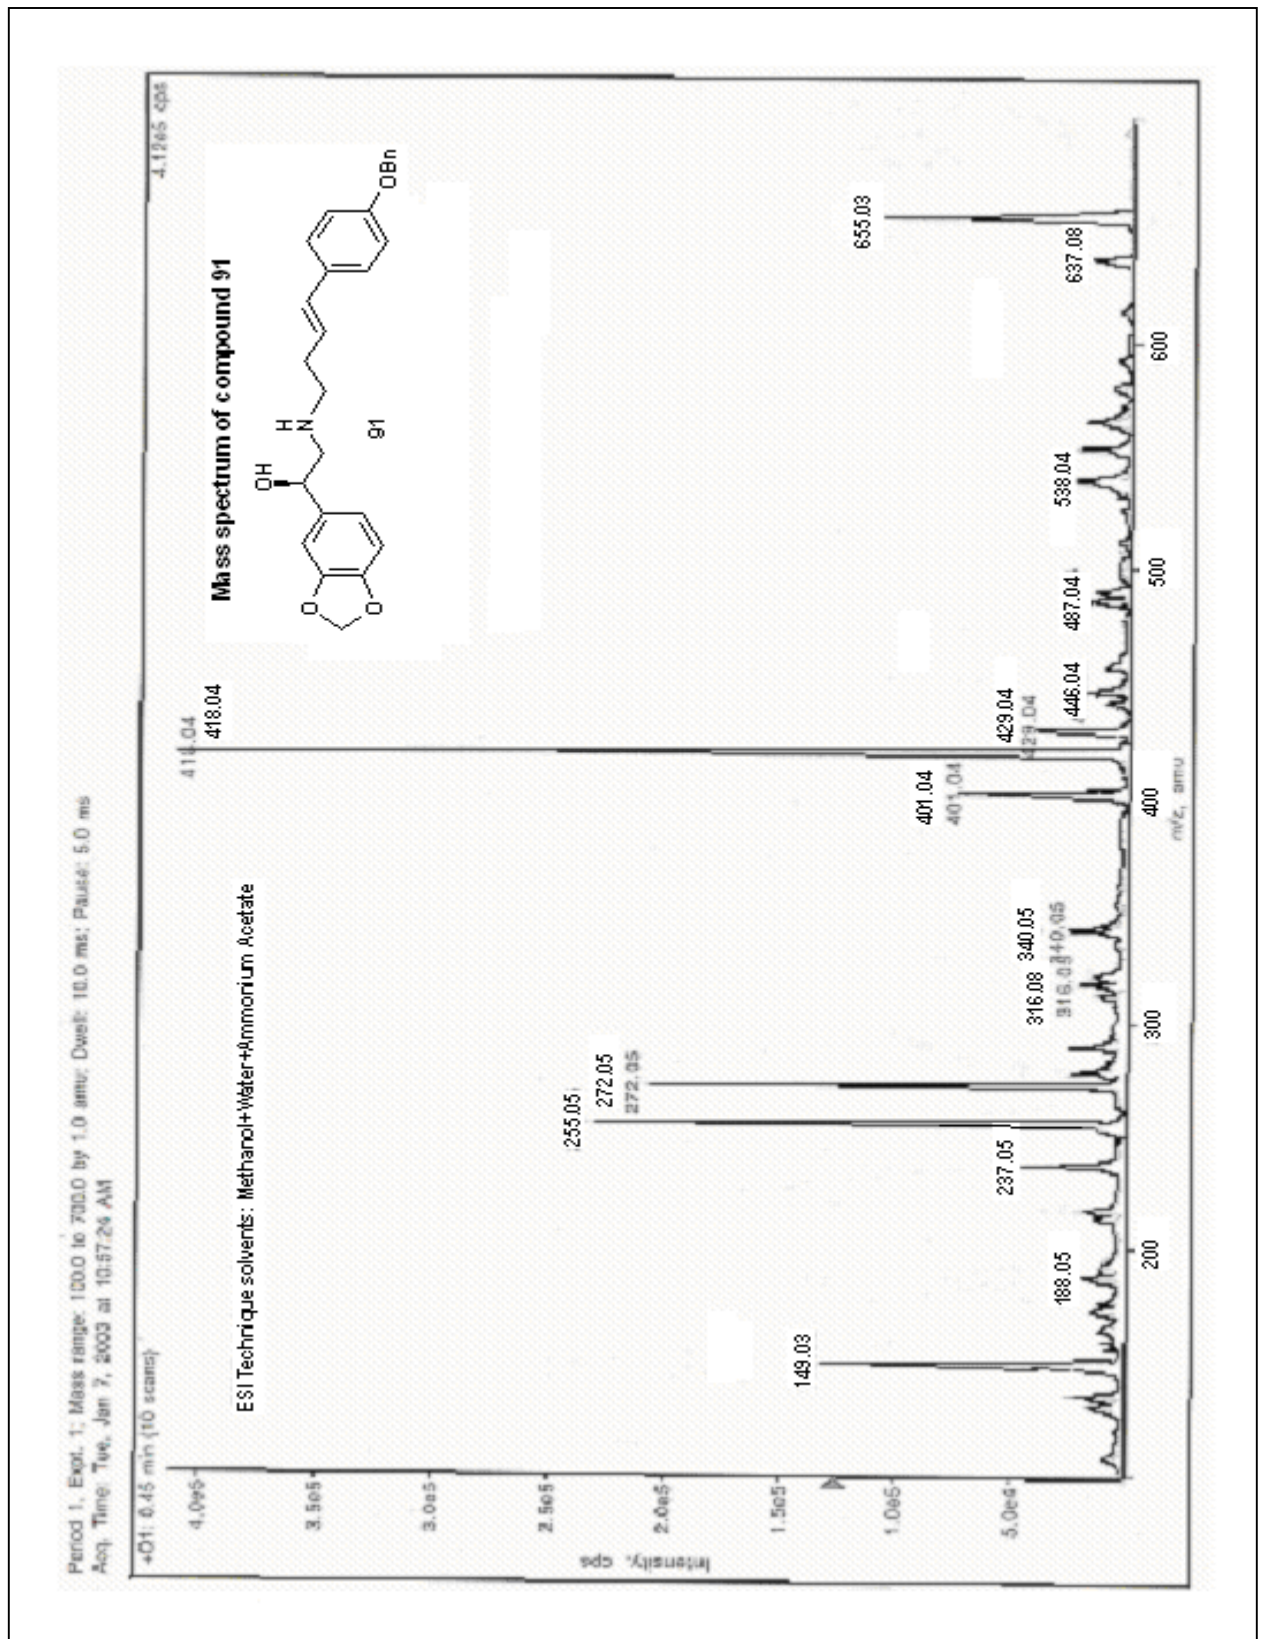 Period 1, Expt. 1; Mass range: 100.0 to 700.0 by 1.0 amu; Dwell: 10.0 ms; Pause: 5.0 ms
Acq. Time: Tue, Jan 7, 2003 at 10:57:24 AM
+Q1: 0.45 min (10 scans)
4.12e5 cps
Mass spectrum of compound 91
ESI Technique solvents: Methanol+Water+Ammonium Acetate
OH
H
N
O
O
OBn
91
Intensity, cps
4.0e5
3.5e5
3.0e5
2.5e5
2.0e5
1.5e5
1.0e5
5.0e4
418.04
418.04
655.03
255.05
272.05
272.05
149.03
401.04
401.04
429.04
429.04
237.05
316.08
340.05
340.05
188.05
446.04
487.04
538.04
637.08
200
300
400
500
600
m/z, amu